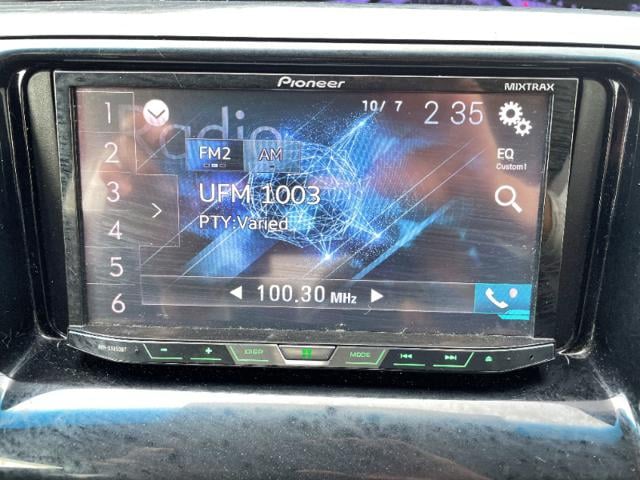 Pioneer
MIXTRAX
Radio
10/ 7 2 35
FM2 AM
EQ
Custom1
UFM 1003
PTY:Varied
1
2
3
4
5
6
100.30 MHz
- + DISP MODE